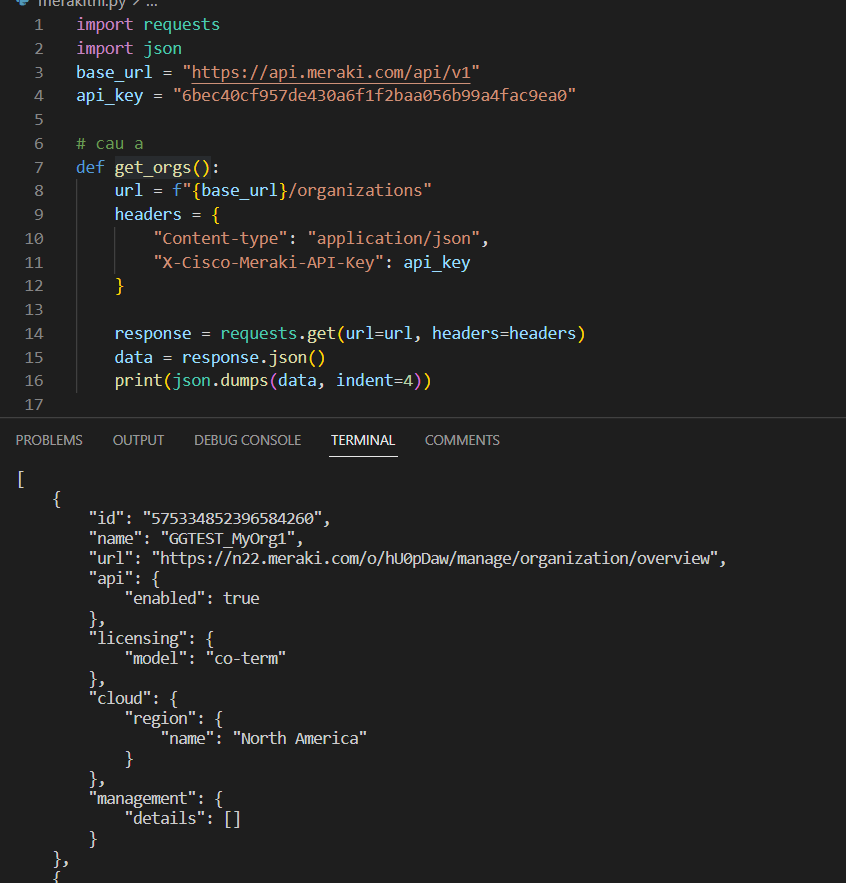 merakithi.py > ...
1 import requests
2 import json
3 base_url = "https://api.meraki.com/api/v1"
4 api_key = "6bec40cf957de430a6f1f2baa056b99a4fac9ea0"
5
6 # cau a
7 def get_orgs():
8     url = f"{base_url}/organizations"
9     headers = {
10         "Content-type": "application/json",
11         "X-Cisco-Meraki-API-Key": api_key
12     }
13
14     response = requests.get(url=url, headers=headers)
15     data = response.json()
16     print(json.dumps(data, indent=4))
17
PROBLEMS OUTPUT DEBUG CONSOLE TERMINAL COMMENTS
[
    {
        "id": "575334852396584260",
        "name": "GGTEST_MyOrg1",
        "url": "https://n22.meraki.com/o/hU0pDaw/manage/organization/overview",
        "api": {
            "enabled": true
        },
        "licensing": {
            "model": "co-term"
        },
        "cloud": {
            "region": {
                "name": "North America"
            }
        },
        "management": {
            "details": []
        }
    },
    {